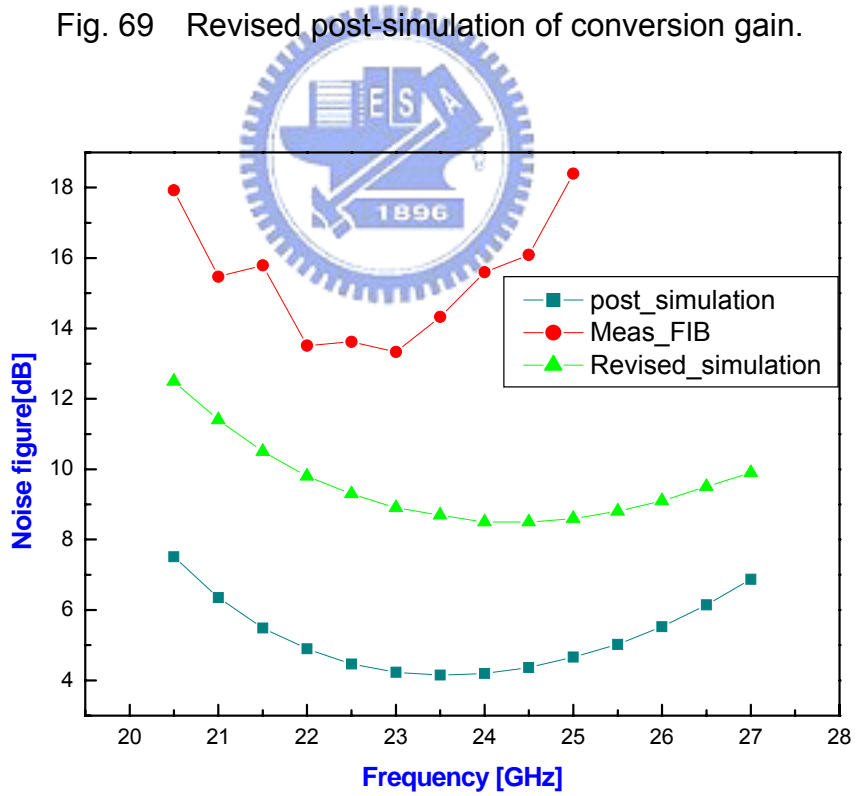 Fig. 69 Revised post-simulation of conversion gain.
E S A
1896
18
16
14
12
10
8
6
4
Noise figure[dB]
post_simulation
Meas_FIB
Revised_simulation
20 21 22 23 24 25 26 27 28
Frequency [GHz]